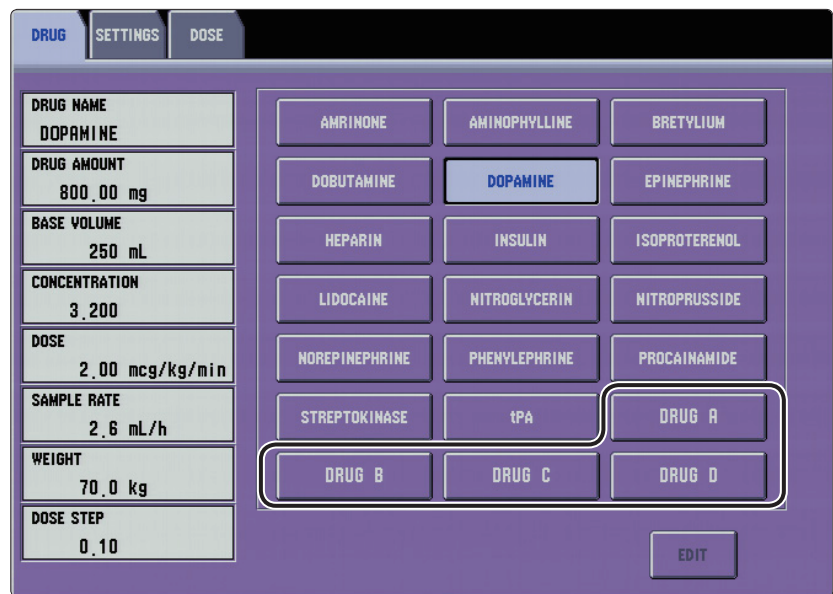 DRUG SETTINGS DOSE
DRUG NAME
DOPAMINE
DRUG AMOUNT
800.00 mg
BASE VOLUME
250 mL
CONCENTRATION
3.200
DOSE
2.00 mcg/kg/min
SAMPLE RATE
2.6 mL/h
WEIGHT
70.0 kg
DOSE STEP
0.10
AMRINONE AMINOPHYLLINE BRETYLIUM
DOBUTAMINE DOPAMINE EPINEPHRINE
HEPARIN INSULIN ISOPROTERENOL
LIDOCAINE NITROGLYCERIN NITROPRUSSIDE
NOREPINEPHRINE PHENYLEPHRINE PROCAINAMIDE
STREPTOKINASE tPA DRUG A
DRUG B DRUG C DRUG D
EDIT